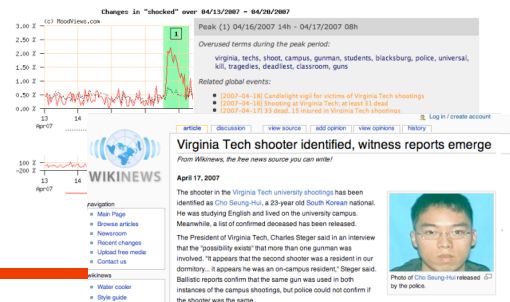 Changes in "shocked" over 04/13/2007 - 04/20/2007
(c) MoodViews.com
3,00 Σ
2,50 Σ
2,00 Σ
1,50 Σ
1,00 Σ
0,50 Σ
0,00 Σ
1
13
14
Apr07
Peak (1) 04/16/2007 14h - 04/17/2007 08h
Overused terms during the peak period:
virginia, techs, shoot, campus, gunman, students, blacksburg, police, universal,
kill, tragedies, deadliest, classroom, guns
Related global events:
[2007-04-18] Candlelight vigil for victims of Virginia Tech shootings
[2007-04-16] Shooting at Virginia Tech; at least 31 dead
[2007-04-17] 33 dead, 15 injured in Virginia Tech shootings
100 Σ
-200 Σ
13
14
Apr07
WIKINEWS
navigation
Main Page
Browse articles
Newsroom
Recent changes
Upload free media
Contact us
wikinews
Water cooler
Style guide
Log in / create account
article
discussion
view source
add opinion
view opinions
history
Virginia Tech shooter identified, witness reports emerge
From Wikinews, the free news source you can write!
April 17, 2007
The shooter in the Virginia Tech university shootings has been
identified as Cho Seung-Hui, a 23-year old South Korean national.
He was studying English and lived on the university campus.
Meanwhile, a list of confirmed deceased has been released.
The President of Virginia Tech, Charles Steger said in an interview
that the "possibility exists" that more than one gunman was
involved. "It appears that the second shooter was a resident in our
dormitory... it appears he was an on-campus resident," Steger said.
Ballistic reports confirm that the same gun was used in both
instances of the campus shootings, but police could not confirm if
the shooter was the same.
Photo of Cho Seung-Hui released
by the police.